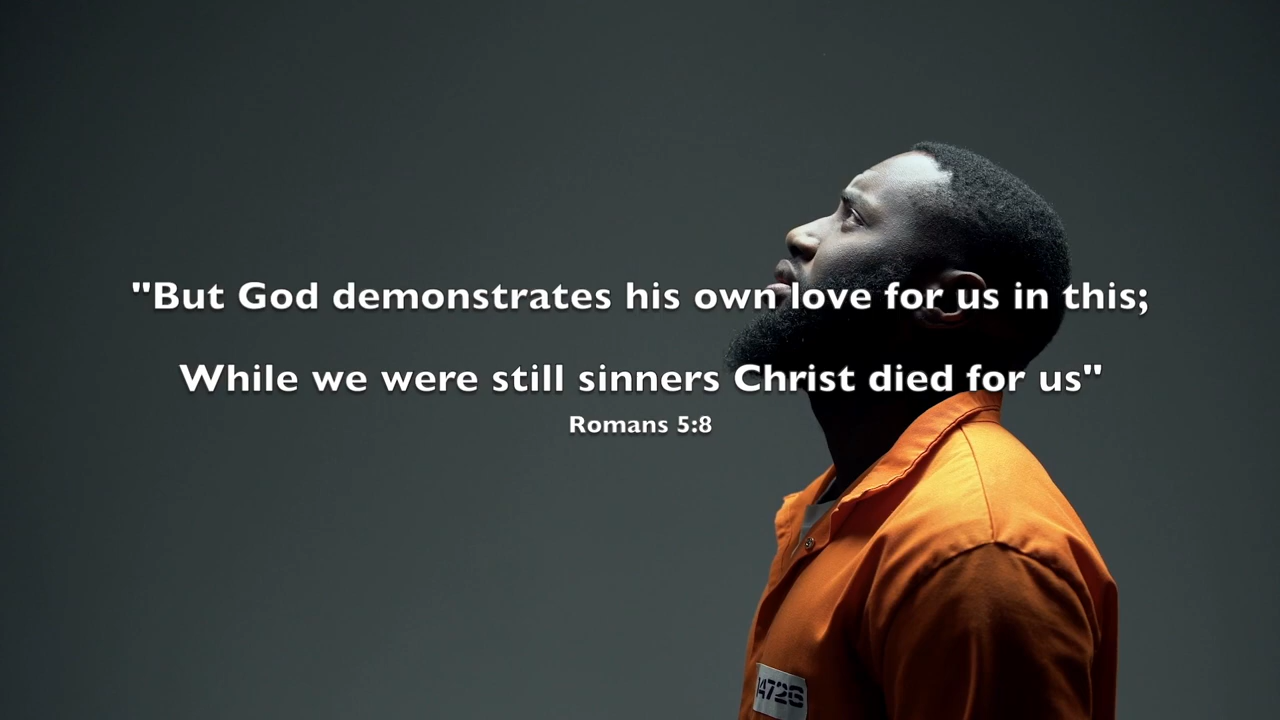 "But God demonstrates his own love for us in this;
While we were still sinners Christ died for us"
Romans 5:8
4726